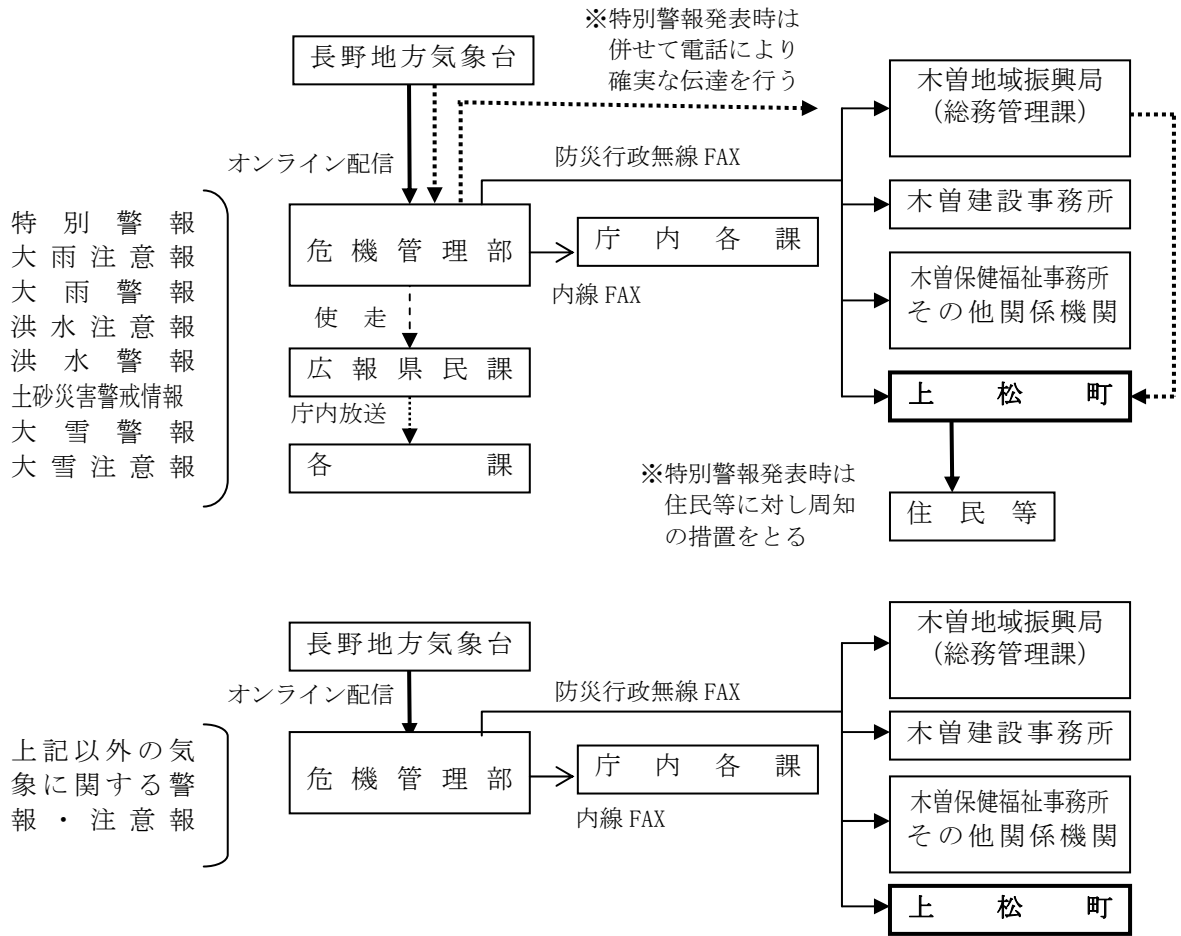 ※特別警報発表時は
併せて電話により
確実な伝達を行う
長野地方気象台
木曽地域振興局
（総務管理課）
オンライン配信
防災行政無線 FAX
特別警報
大雨注意報
大雨警報
洪水注意報
洪水警報
土砂災害警戒情報
大雪警報
大雪注意報
危機管理部
庁内各課
内線 FAX
木曽建設事務所
木曽保健福祉事務所
その他関係機関
使走
広報県民課
庁内放送
各課
上松町
※特別警報発表時は
住民等に対し周知
の措置をとる
住民等
長野地方気象台
木曽地域振興局
（総務管理課）
オンライン配信
防災行政無線 FAX
上記以外の気
象に関する警
報・注意報
危機管理部
庁内各課
内線 FAX
木曽建設事務所
木曽保健福祉事務所
その他関係機関
上松町